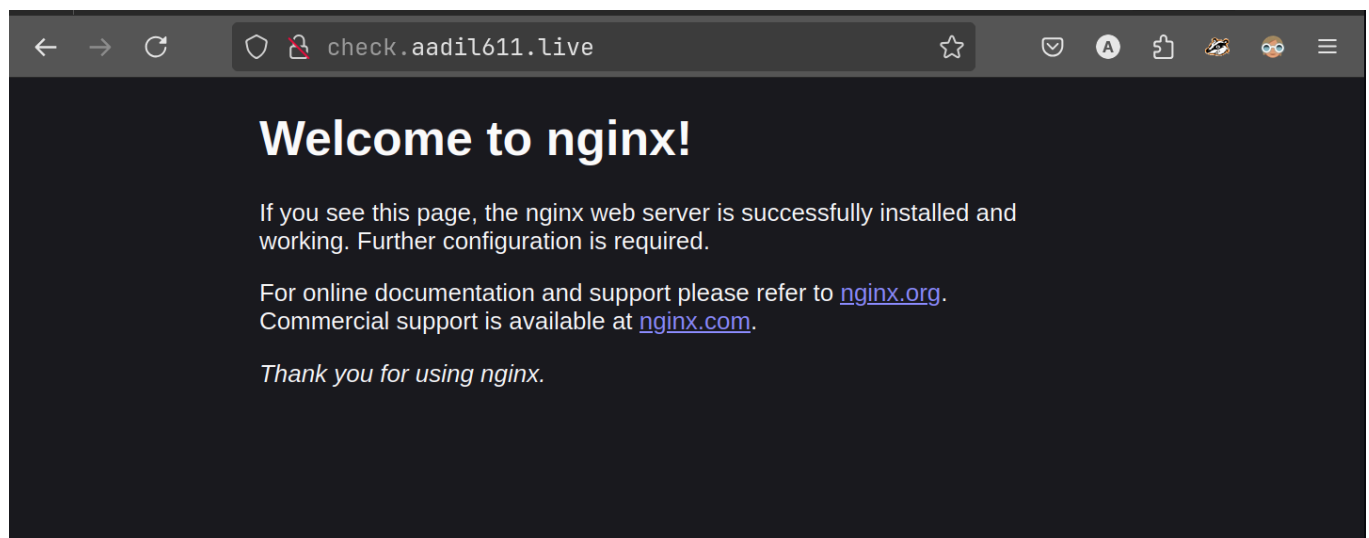 check.aadil611.live
A
Welcome to nginx!
If you see this page, the nginx web server is successfully installed and
working. Further configuration is required.
For online documentation and support please refer to nginx.org.
Commercial support is available at nginx.com.
Thank you for using nginx.